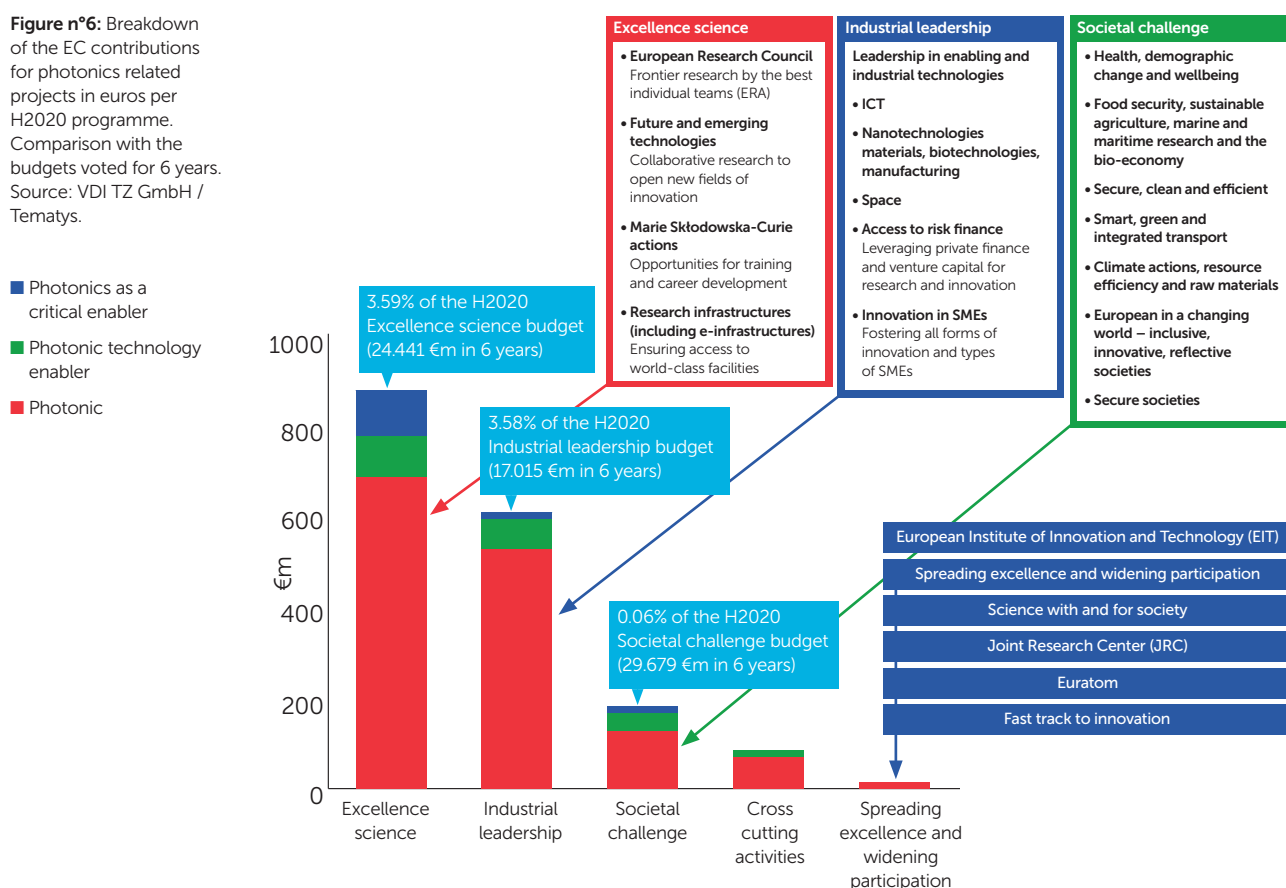 Figure n°6: Breakdown
of the EC contributions
for photonics related
projects in euros per
H2020 programme.
Comparison with the
budgets voted for 6 years.
Source: VDI TZ GmbH /
Tematys.
Photonics as a
critical enabler
Photonic technology
enabler
Photonic
Excellence science
• European Research Council
Frontier research by the best
individual teams (ERA)
• Future and emerging
technologies
Collaborative research to
open new fields of
innovation
• Marie Skłodowska-Curie
actions
Opportunities for training
and career development
• Research infrastructures
(including e-infrastructures)
Ensuring access to
world-class facilities
Industrial leadership
Leadership in enabling and
industrial technologies
• ICT
• Nanotechnologies
materials, biotechnologies,
manufacturing
• Space
• Access to risk finance
Leveraging private finance
and venture capital for
research and innovation
• Innovation in SMEs
Fostering all forms of
innovation and types
of SMEs
Societal challenge
• Health, demographic
change and wellbeing
• Food security, sustainable
agriculture, marine and
maritime research and the
bio-economy
• Secure, clean and efficient
• Smart, green and
integrated transport
• Climate actions, resource
efficiency and raw materials
• European in a changing
world – inclusive,
innovative, reflective
societies
• Secure societies
3.59% of the H2020
Excellence science budget
(24.441 €m in 6 years)
3.58% of the H2020
Industrial leadership budget
(17.015 €m in 6 years)
0.06% of the H2020
Societal challenge budget
(29.679 €m in 6 years)
European Institute of Innovation and Technology (EIT)
Spreading excellence and widening participation
Science with and for society
Joint Research Center (JRC)
Euratom
Fast track to innovation
€m
1000
800
600
400
200
0
Excellence
science
Industrial
leadership
Societal
challenge
Cross
cutting
activities
Spreading
excellence and
widening
participation